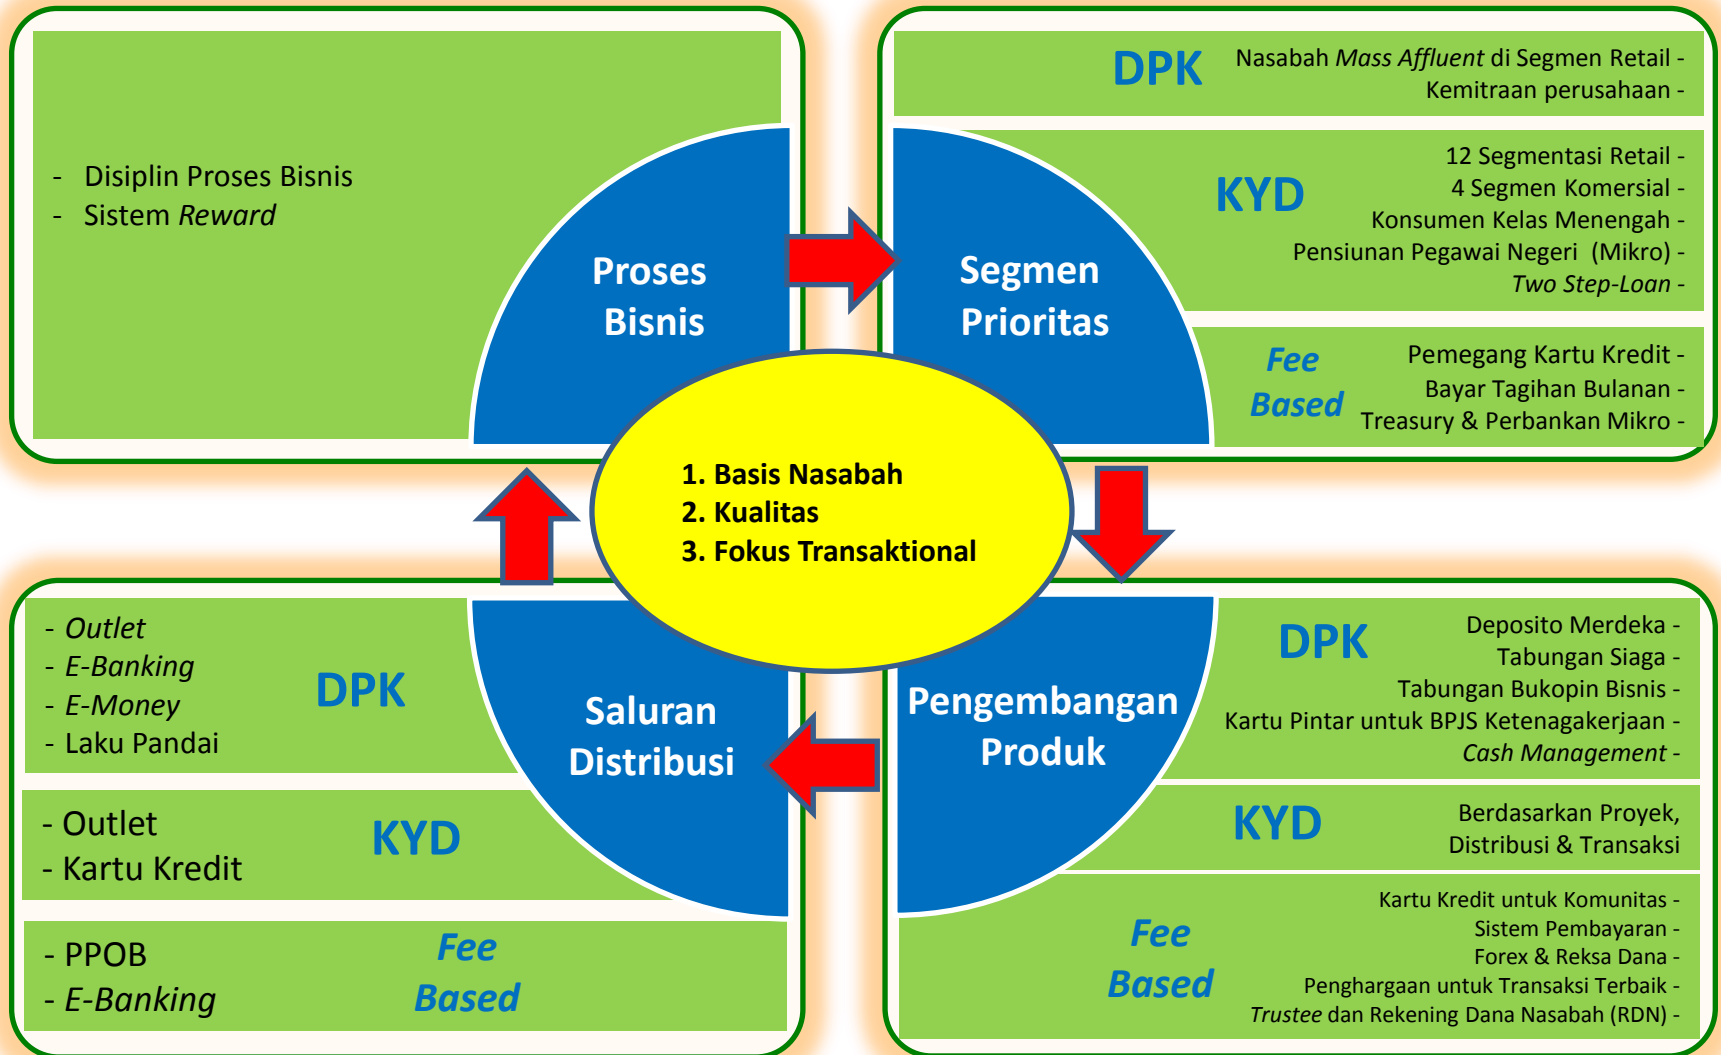 - Disiplin Proses Bisnis
- Sistem Reward
Proses
Bisnis
DPK
Nasabah Mass Affluent di Segmen Retail -
Kemitraan perusahaan -
KYD
12 Segmentasi Retail -
4 Segmen Komersial -
Konsumen Kelas Menengah -
Pensiunan Pegawai Negeri (Mikro) -
Two Step-Loan -
Fee
Based
Pemegang Kartu Kredit -
Bayar Tagihan Bulanan -
Treasury & Perbankan Mikro -
Segmen
Prioritas
1. Basis Nasabah
2. Kualitas
3. Fokus Transaktional
- Outlet
- E-Banking
- E-Money
- Laku Pandai
DPK
- Outlet
- Kartu Kredit
KYD
- PPOB
- E-Banking
Fee
Based
Saluran
Distribusi
Pengembangan
Produk
DPK
Deposito Merdeka -
Tabungan Siaga -
Tabungan Bukopin Bisnis -
Kartu Pintar untuk BPJS Ketenagakerjaan -
Cash Management -
KYD
Berdasarkan Proyek,
Distribusi & Transaksi
Fee
Based
Kartu Kredit untuk Komunitas -
Sistem Pembayaran -
Forex & Reksa Dana -
Penghargaan untuk Transaksi Terbaik -
Trustee dan Rekening Dana Nasabah (RDN) -